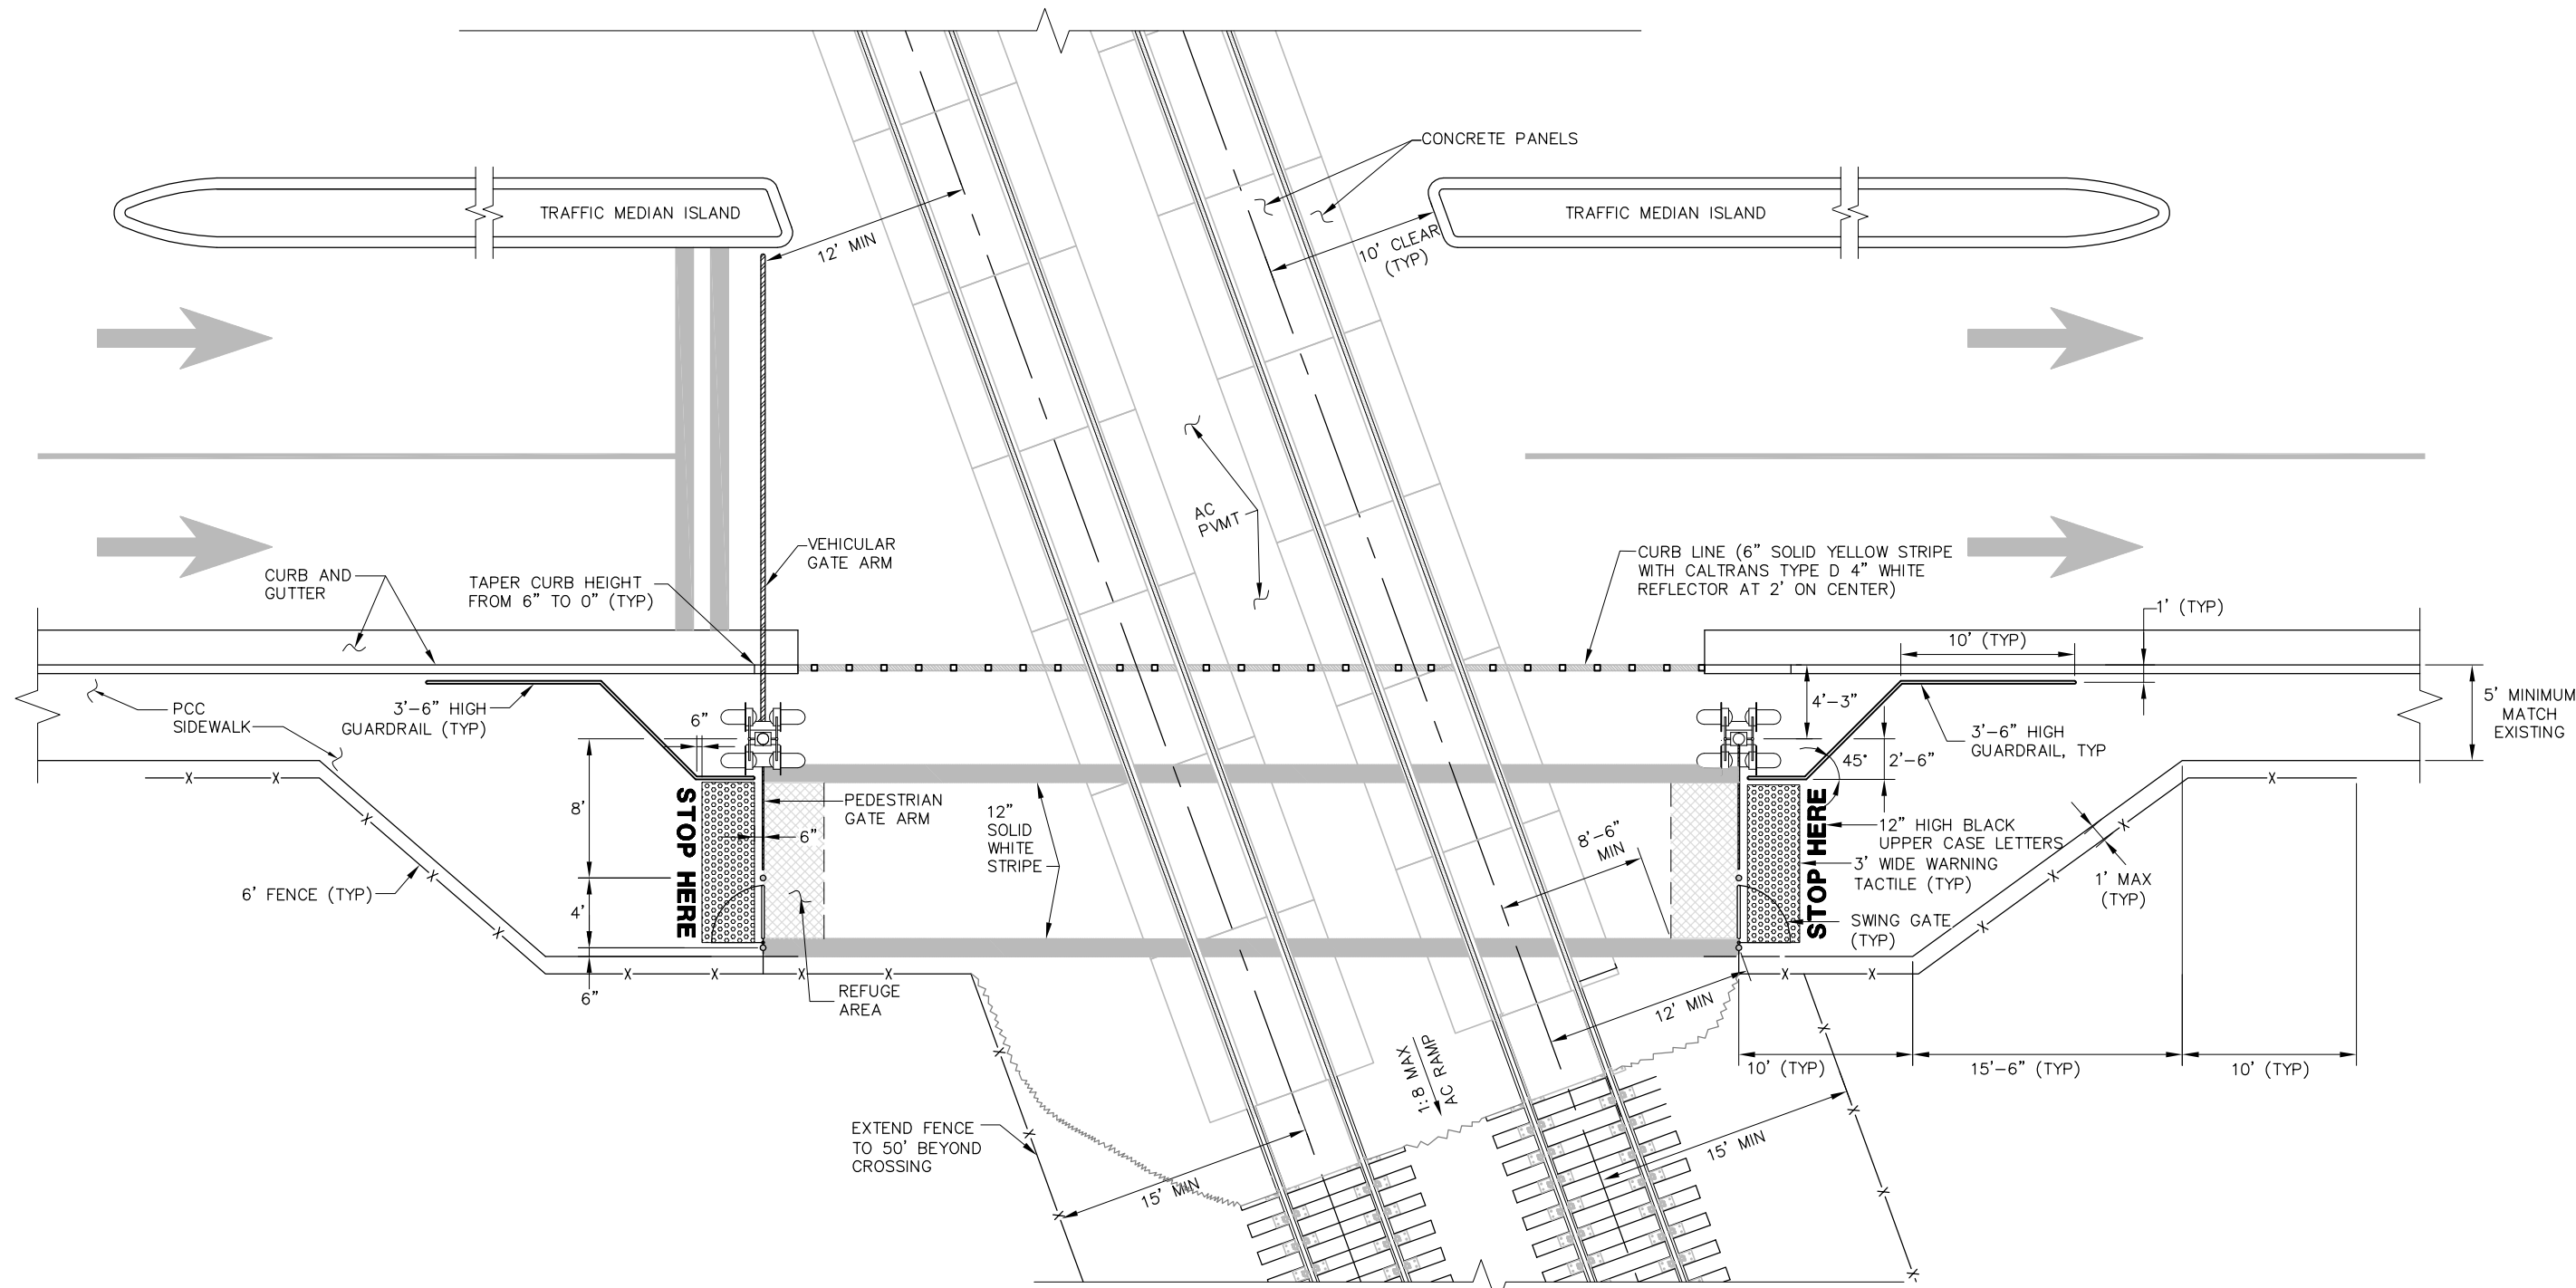 CONCRETE PANELS
TRAFFIC MEDIAN ISLAND
TRAFFIC MEDIAN ISLAND
12' MIN
10' CLEAR
(TYP)
AC
PVMT
VEHICULAR
GATE ARM
CURB AND
GUTTER
TAPER CURB HEIGHT
FROM 6" TO 0" (TYP)
CURB LINE (6" SOLID YELLOW STRIPE
WITH CALTRANS TYPE D 4" WHITE
REFLECTOR AT 2' ON CENTER)
1' (TYP)
10' (TYP)
PCC
SIDEWALK
3'-6" HIGH
GUARDRAIL (TYP)
6"
4'-3"
3'-6" HIGH
GUARDRAIL, TYP
5' MINIMUM
MATCH
EXISTING
45°
2'-6"
8'
STOP HERE
PEDESTRIAN
GATE ARM
6"
12"
SOLID
WHITE
STRIPE
8'-6"
MIN
STOP HERE
12" HIGH BLACK
UPPER CASE LETTERS
3' WIDE WARNING
TACTILE (TYP)
1' MAX
(TYP)
6' FENCE (TYP)
4'
SWING GATE
(TYP)
6"
REFUGE
AREA
12' MIN
1:8 MAX
AC RAMP
10' (TYP)
15'-6" (TYP)
10' (TYP)
EXTEND FENCE
TO 50' BEYOND
CROSSING
15' MIN
15' MIN